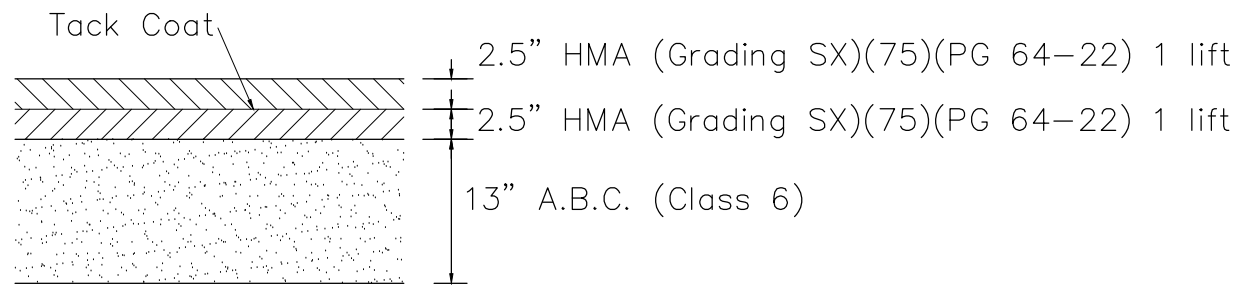 Tack Coat
2.5” HMA (Grading SX)(75)(PG 64–22) 1 lift
2.5” HMA (Grading SX)(75)(PG 64–22) 1 lift
13” A.B.C. (Class 6)